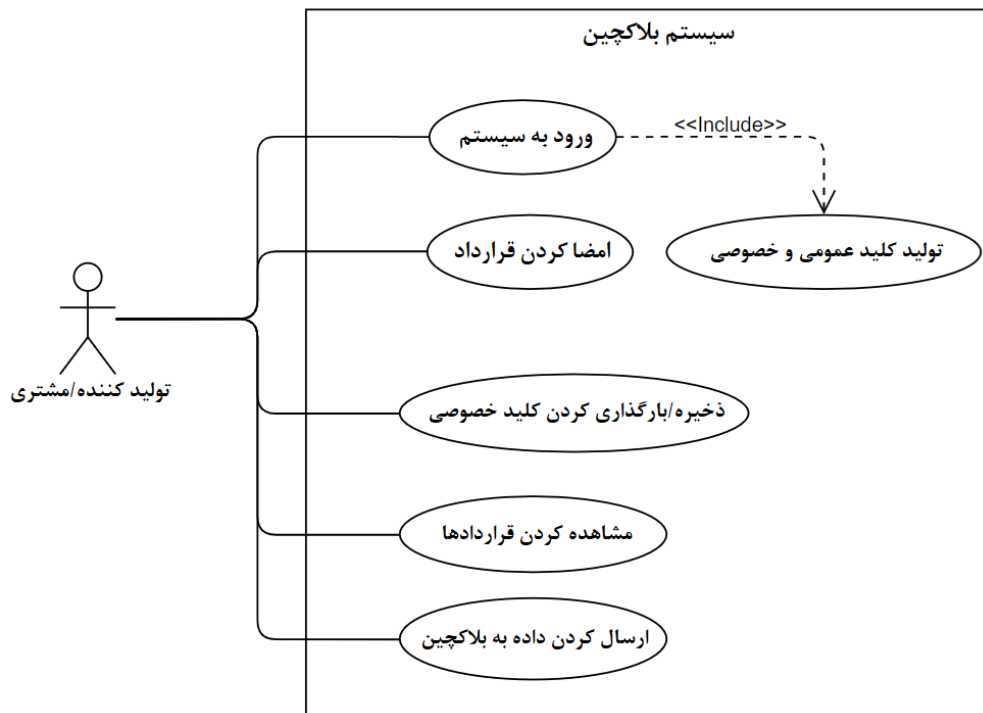 سیستم بلاکچین
ورود به سیستم
<<Include>>
امضا کردن قرارداد
تولید کلید عمومی و خصوصی
تولید کننده/مشتری
ذخیره/بارگذاری کردن کلید خصوصی
مشاهده کردن قراردادها
ارسال کردن داده به بلاکچین